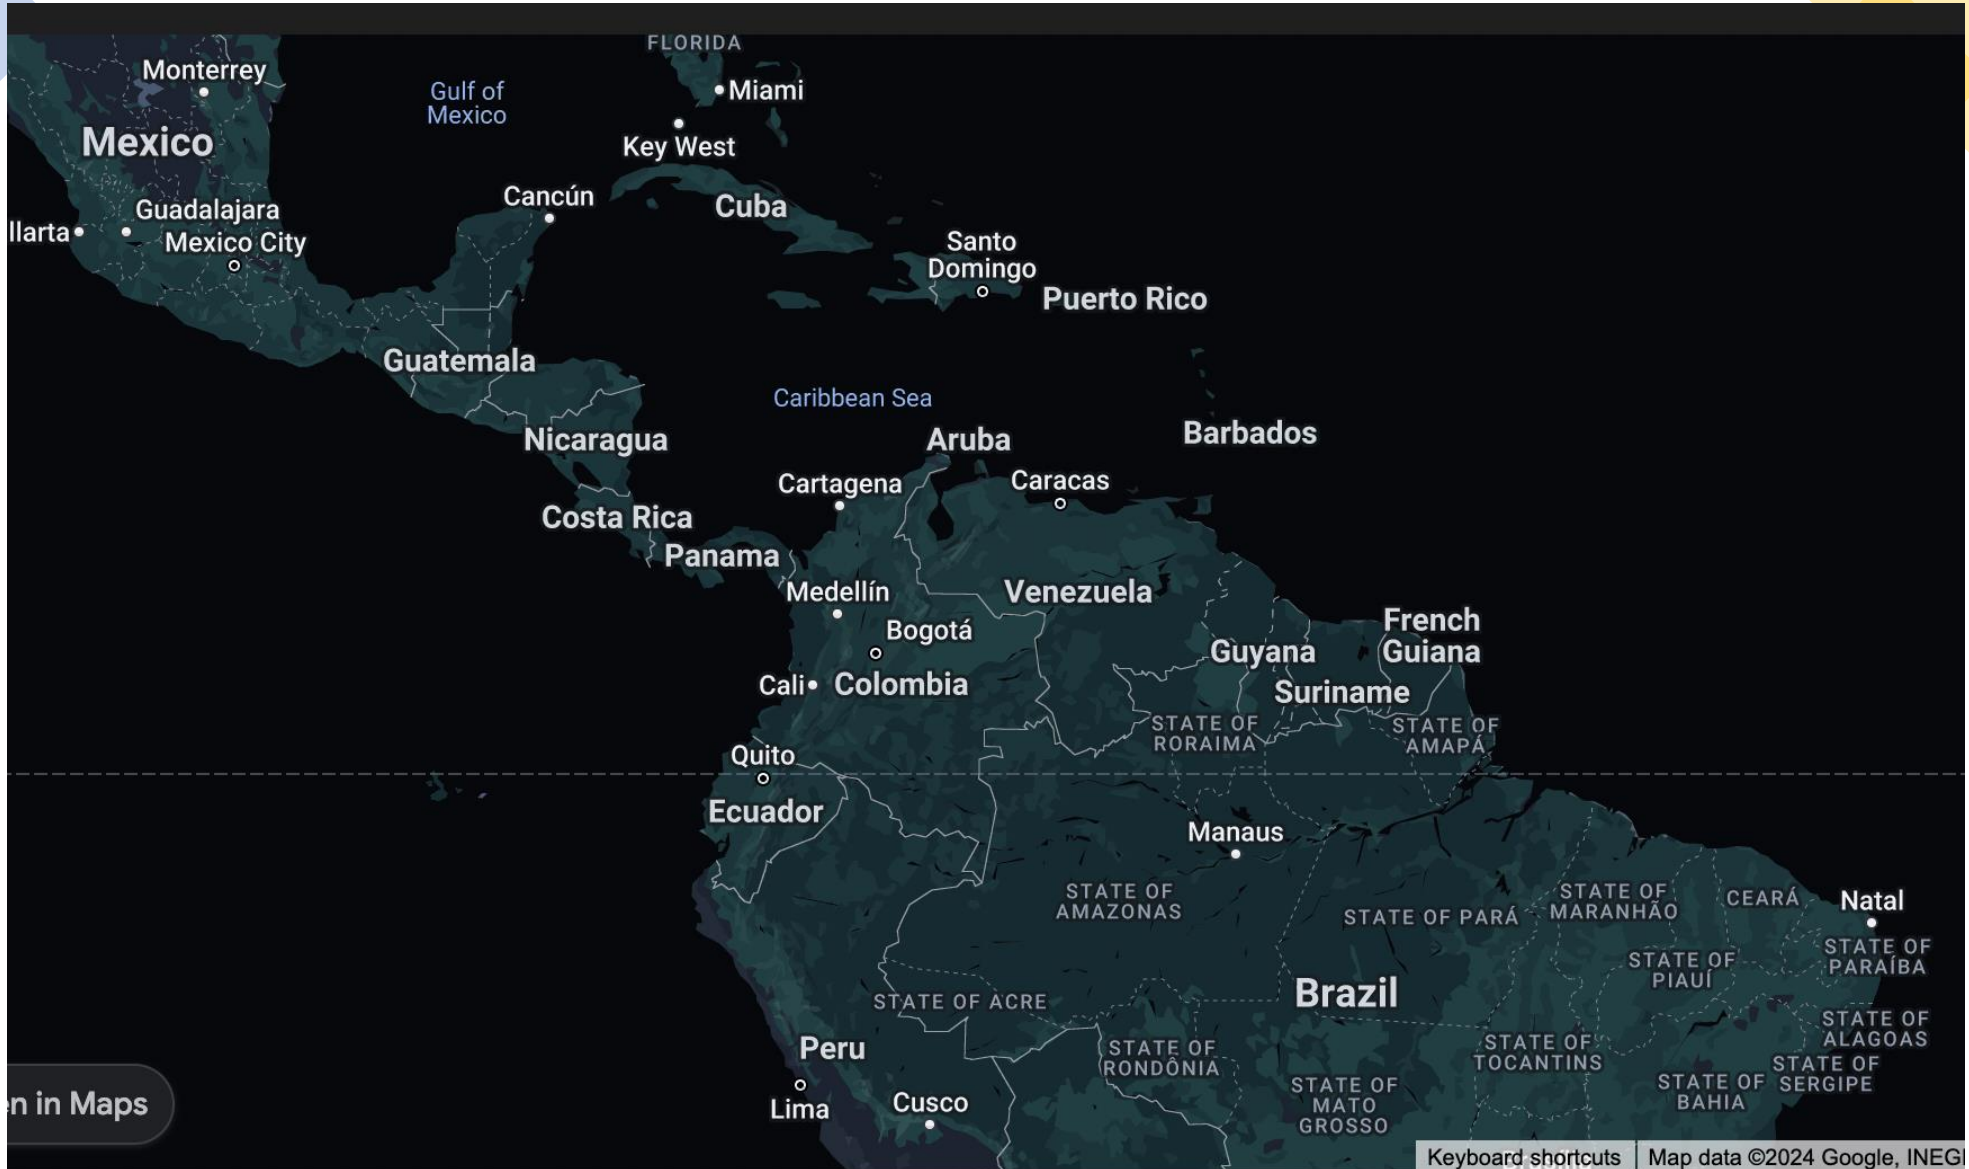 FLORIDA
Monterrey
Gulf of
Mexico
Miami
Mexico
Key West
Cancún
Cuba
Guadalajara
llarta
Mexico City
Santo
Domingo
Puerto Rico
Guatemala
Caribbean Sea
Nicaragua
Aruba
Barbados
Cartagena
Caracas
Costa Rica
Panama
Medellín
Venezuela
Bogotá
French
Guiana
Guyana
Cali
Colombia
Suriname
STATE OF
RORAIMA
STATE OF
AMAPÁ
Quito
Ecuador
Manaus
STATE OF
AMAZONAS
STATE OF PARÁ
STATE OF
MARANHÃO
CEARÁ
Natal
STATE OF
PARAÍBA
STATE OF
PIAUÍ
Brazil
STATE OF ACRE
STATE OF
ALAGOAS
Peru
STATE OF
RONDÔNIA
STATE OF
TOCANTINS
STATE OF
SERGIPE
STATE OF
BAHIA
STATE OF
MATO
GROSSO
Lima
Cusco
n in Maps
Keyboard shortcuts
Map data ©2024 Google, INEGI